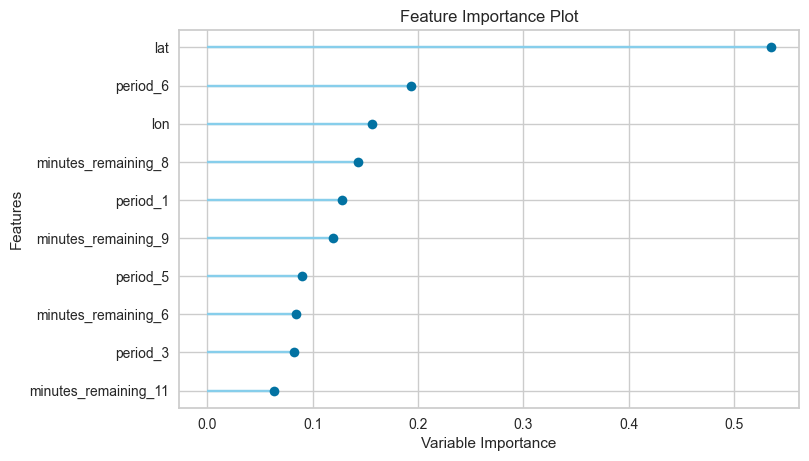 Feature Importance Plot
Features
lat
period_6
lon
minutes_remaining_8
period_1
minutes_remaining_9
period_5
minutes_remaining_6
period_3
minutes_remaining_11
0.0 0.1 0.2 0.3 0.4 0.5
Variable Importance